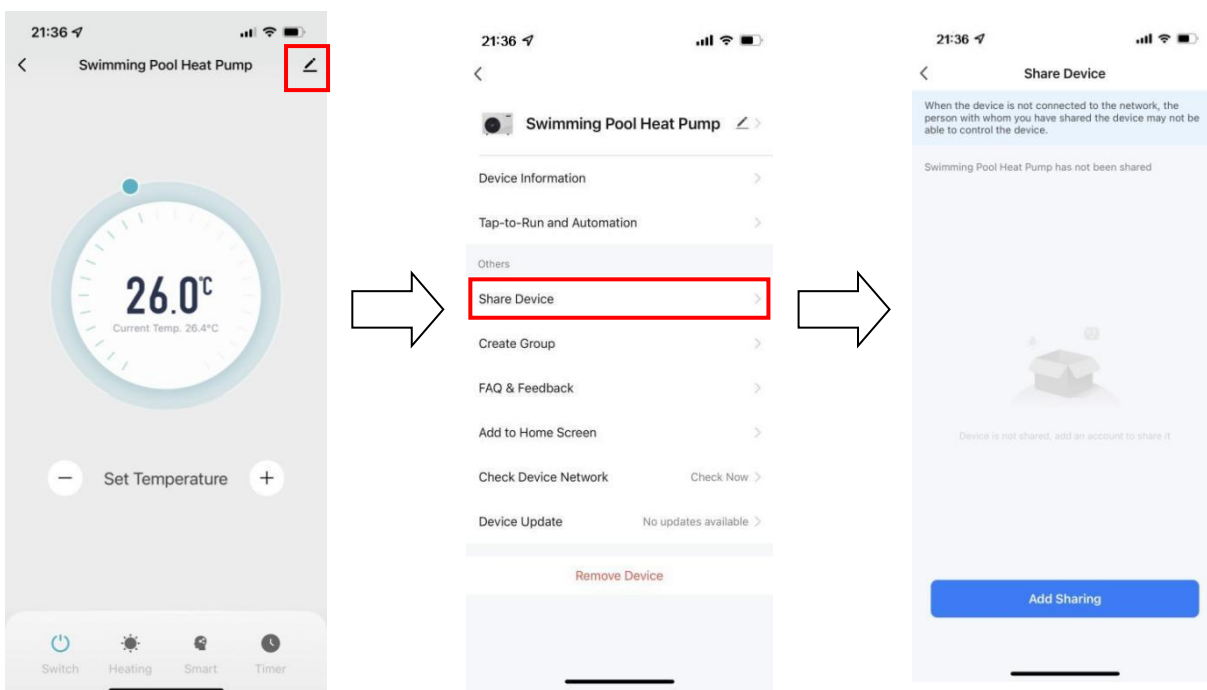 21:36
Swimming Pool Heat Pump
26.0°C
Current Temp. 26.4°C
Set Temperature
Switch Heating Smart Timer
21:36
Swimming Pool Heat Pump
Device Information
Tap-to-Run and Automation
Others
Share Device
Create Group
FAQ & Feedback
Add to Home Screen
Check Device Network Check Now
Device Update No updates available
Remove Device
21:36
Share Device
When the device is not connected to the network, the
person with whom you have shared the device may not be
able to control the device.
Swimming Pool Heat Pump has not been shared
Device is not shared, add an account to share it
Add Sharing